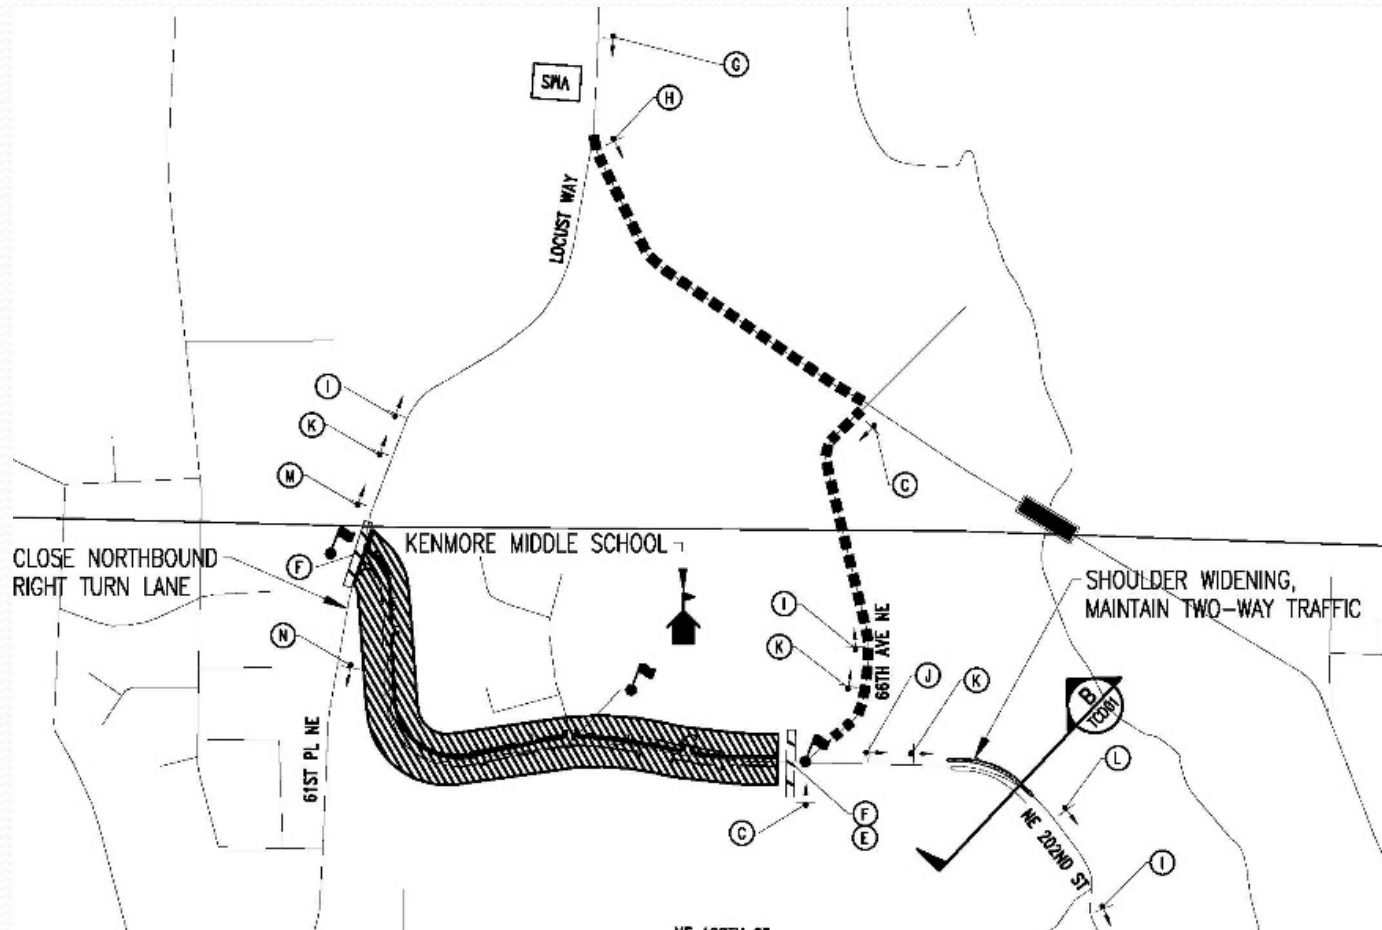 G
SMA
H
LOCUST WAY
I
K
M
C
CLOSE NORTHBOUND
RIGHT TURN LANE
F
KENMORE MIDDLE SCHOOL
SHOULDER WIDENING,
MAINTAIN TWO-WAY TRAFFIC
I
N
K
66TH AVE NE
J
K
B
TCD01
61ST PL NE
L
C
F
E
NE 202ND ST
I